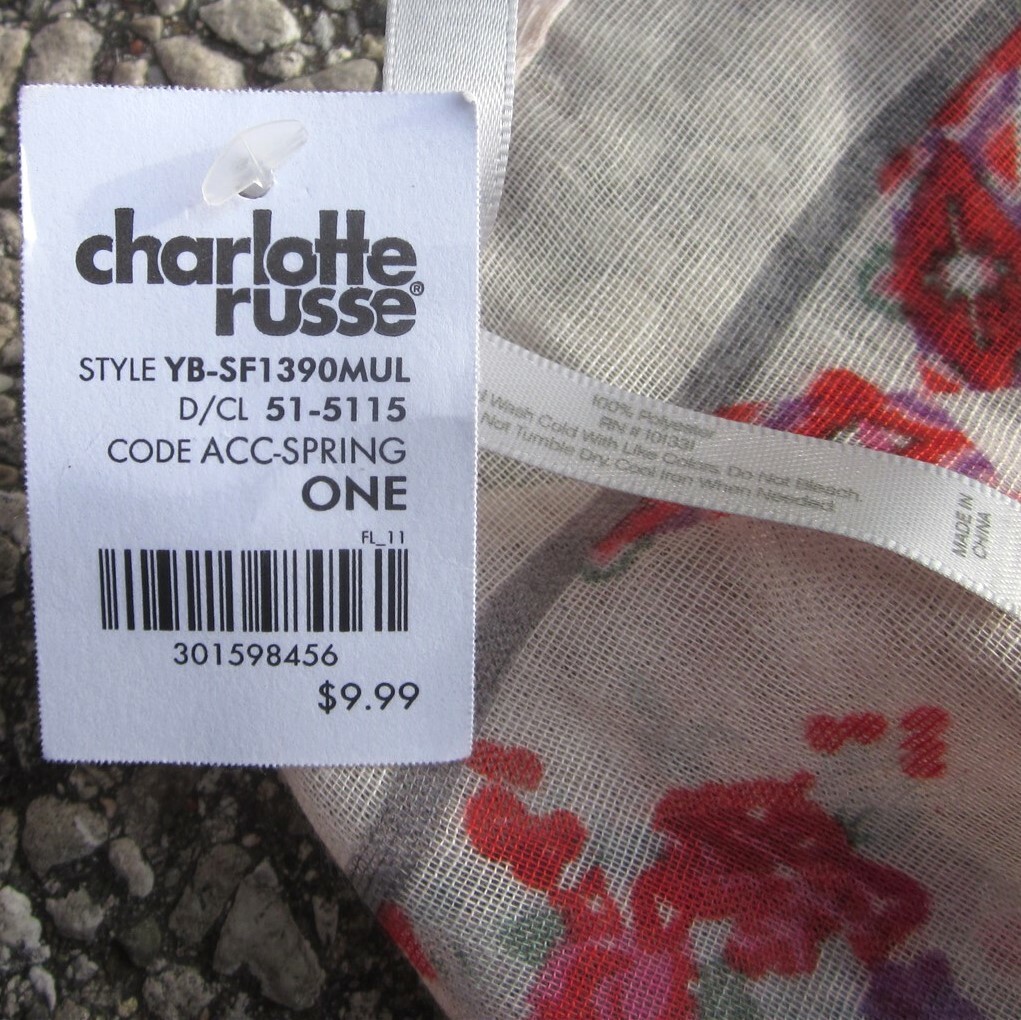 charlotte
russe®
STYLE YB-SF1390MUL
D/CL 51-5115
CODE ACC-SPRING
ONE
FL_11
301598456
$9.99
100% Polyester
RN # 101331
Wash Cold With Like Colors. Do Not Bleach.
Not Tumble Dry. Cool Iron When Needed.
MADE IN
CHINA